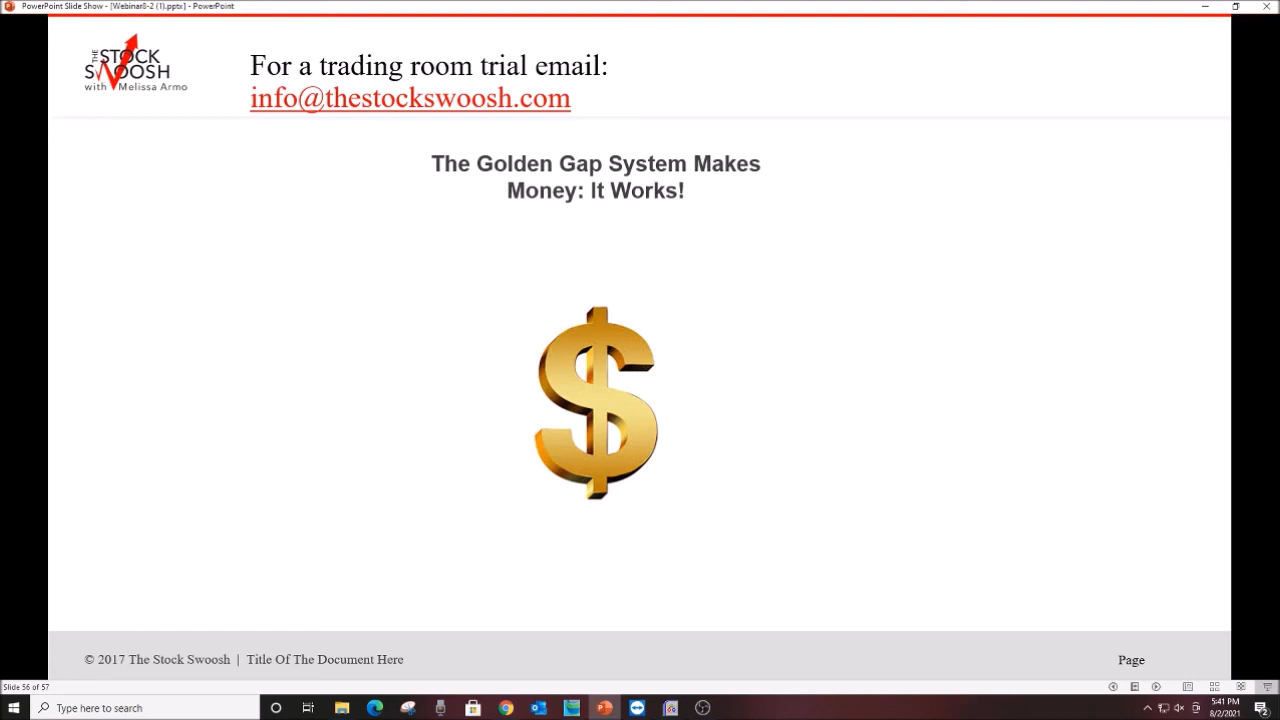 PowerPoint Slide Show - [Webinar8-2 (1).pptx] - PowerPoint
THE STOCK
SWOOSH
with Melissa Armo
For a trading room trial email:
info@thestockswoosh.com
The Golden Gap System Makes
Money: It Works!
$
© 2017 The Stock Swoosh | Title Of The Document Here
Page
Slide 56 of 57
Type here to search
5:41 PM
8/2/2021
2